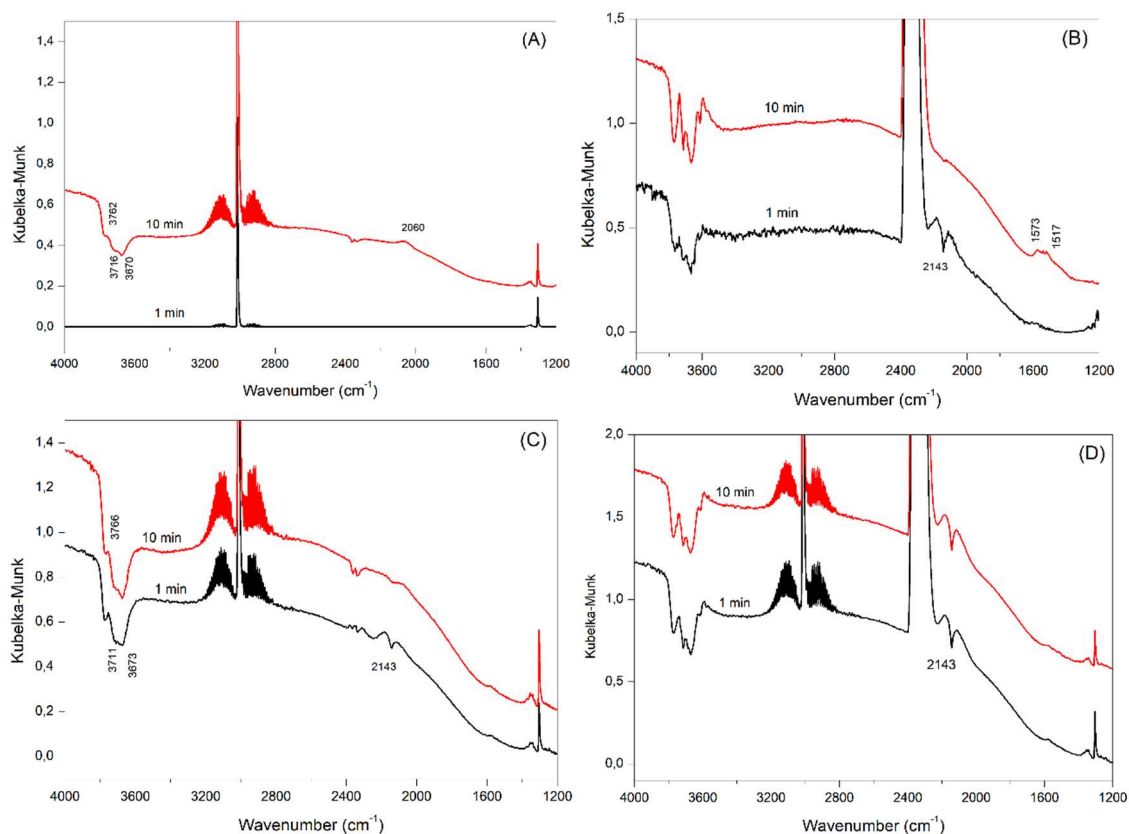 (A)
1,4
1,2
1,0
0,8
0,6
0,4
0,2
0,0
Kubelka-Munk
3762
3716
3670
10 min
2060
1 min
4000 3600 3200 2800 2400 2000 1600 1200
Wavenumber (cm-1)
(B)
1,5
1,0
0,5
0,0
Kubelka-Munk
10 min
1 min
2143
1573
1517
4000 3600 3200 2800 2400 2000 1600 1200
Wavenumber (cm-1)
(C)
1,4
1,2
1,0
0,8
0,6
0,4
0,2
0,0
Kubelka-Munk
3766
10 min
1 min
3711
3673
2143
4000 3600 3200 2800 2400 2000 1600 1200
Wavenumber (cm-1)
(D)
2,0
1,5
1,0
0,5
0,0
Kubelka-Munk
10 min
1 min
2143
4000 3600 3200 2800 2400 2000 1600 1200
Wavenumber (cm-1)